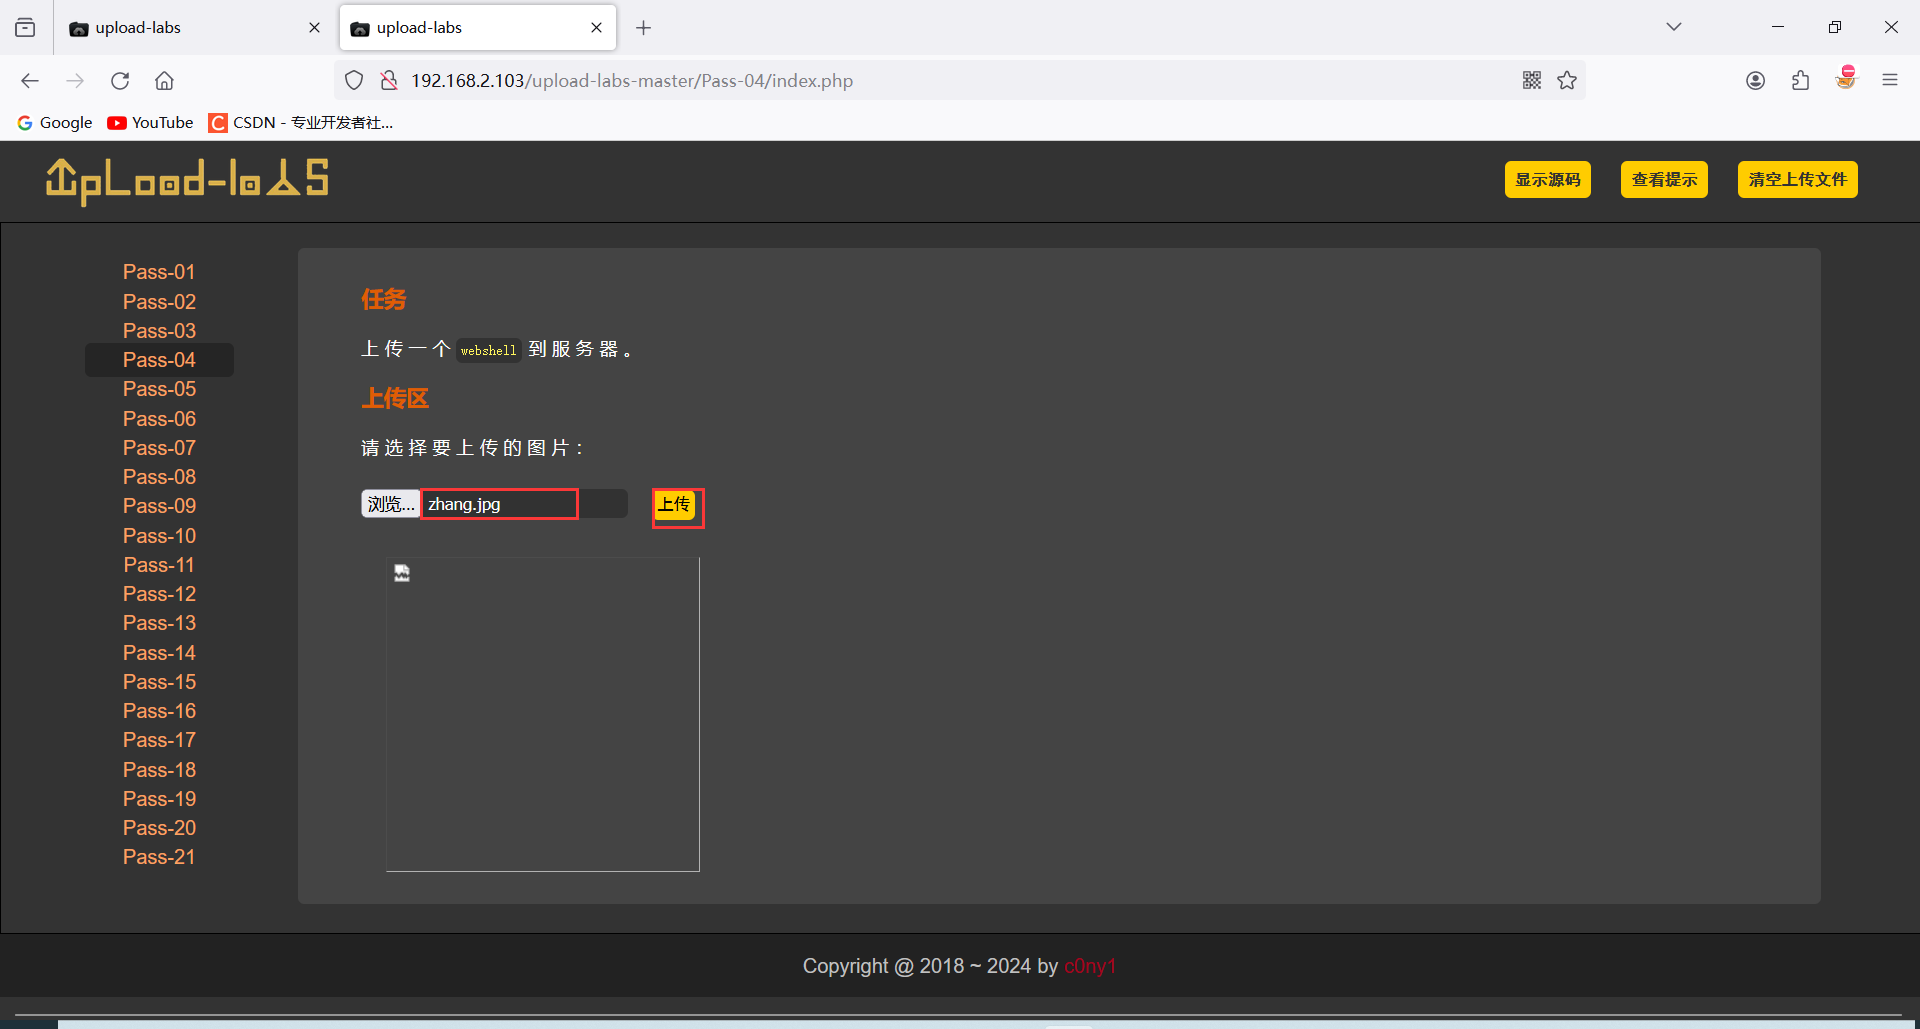 upload-labs
upload-labs
192.168.2.103/upload-labs-master/Pass-04/index.php
Google
YouTube
CSDN - 专业开发者社...
UpLoad-labs
显示源码
查看提示
清空上传文件
Pass-01
Pass-02
Pass-03
Pass-04
Pass-05
Pass-06
Pass-07
Pass-08
Pass-09
Pass-10
Pass-11
Pass-12
Pass-13
Pass-14
Pass-15
Pass-16
Pass-17
Pass-18
Pass-19
Pass-20
Pass-21
任务
上传一个 webshell 到服务器。
上传区
请选择要上传的图片：
浏览... zhang.jpg
上传
Copyright @ 2018 ~ 2024 by c0ny1